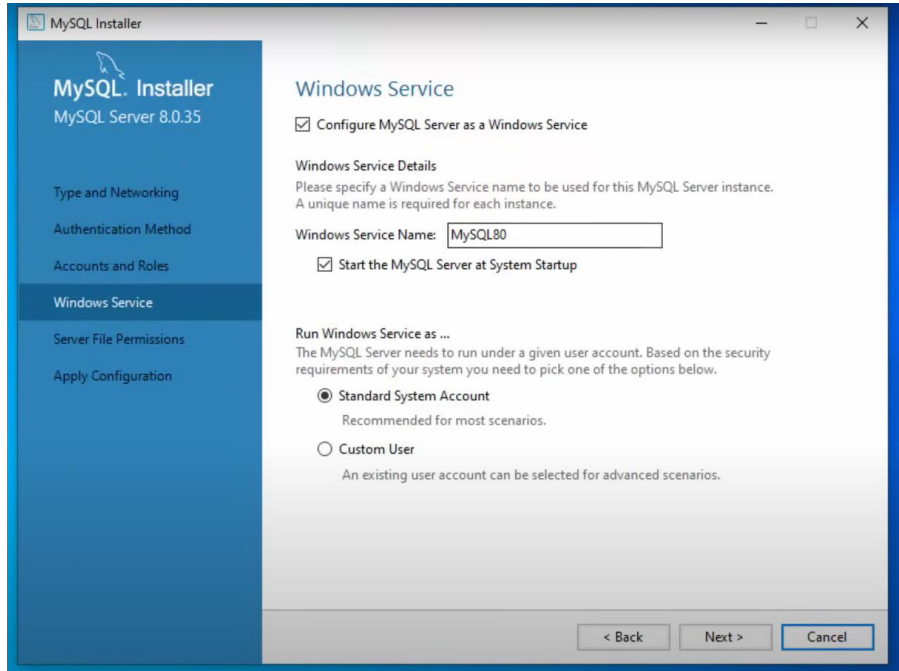 MySQL Installer
MySQL. Installer
MySQL Server 8.0.35
Type and Networking
Authentication Method
Accounts and Roles
Windows Service
Server File Permissions
Apply Configuration
Windows Service
Configure MySQL Server as a Windows Service
Windows Service Details
Please specify a Windows Service name to be used for this MySQL Server instance.
A unique name is required for each instance.
Windows Service Name: MySQL80
Start the MySQL Server at System Startup
Run Windows Service as ...
The MySQL Server needs to run under a given user account. Based on the security
requirements of your system you need to pick one of the options below.
Standard System Account
Recommended for most scenarios.
Custom User
An existing user account can be selected for advanced scenarios.
< Back Next > Cancel